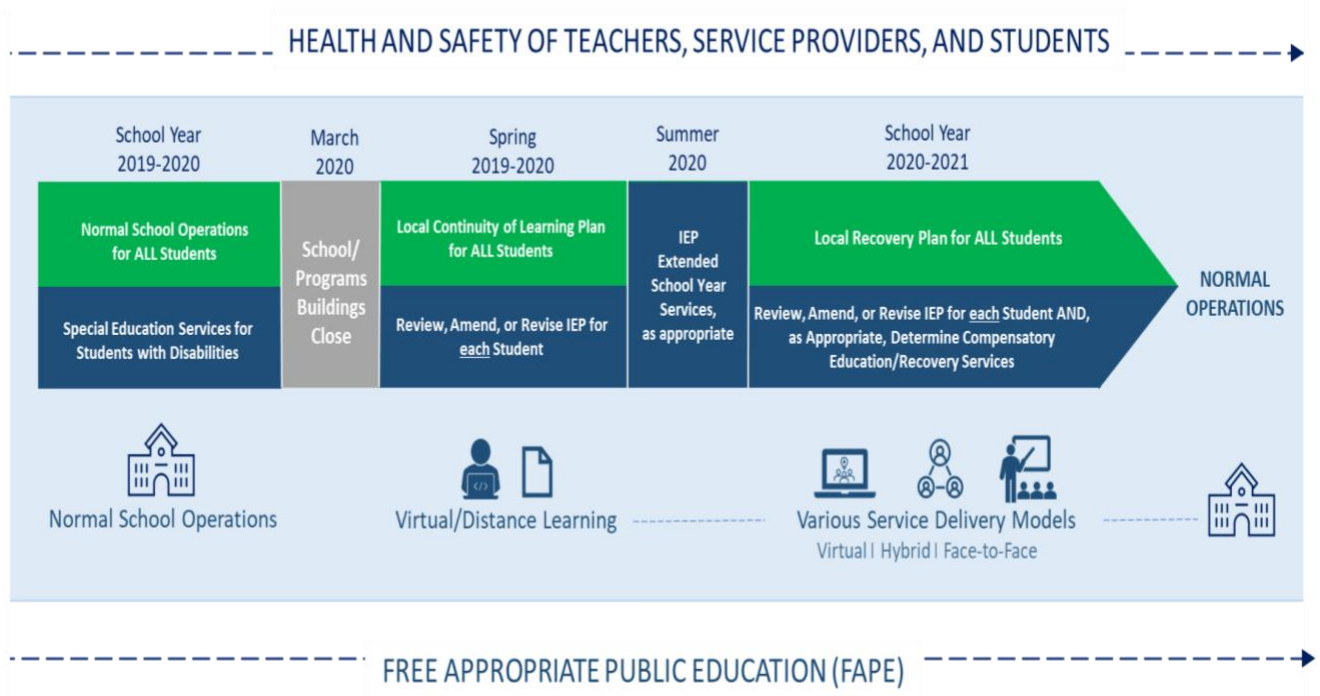 HEALTH AND SAFETY OF TEACHERS, SERVICE PROVIDERS, AND STUDENTS
School Year
2019-2020
March
2020
Spring
2019-2020
Summer
2020
School Year
2020-2021
Normal School Operations
for ALL Students
Special Education Services for
Students with Disabilities
School/
Programs
Buildings
Close
Local Continuity of Learning Plan
for ALL Students
Review, Amend, or Revise IEP for
each Student
IEP
Extended
School Year
Services,
as appropriate
Local Recovery Plan for ALL Students
Review, Amend, or Revise IEP for each Student AND,
as Appropriate, Determine Compensatory
Education/Recovery Services
NORMAL
OPERATIONS
Normal School Operations
</>
Virtual/Distance Learning
Various Service Delivery Models
Virtual I Hybrid I Face-to-Face
FREE APPROPRIATE PUBLIC EDUCATION (FAPE)